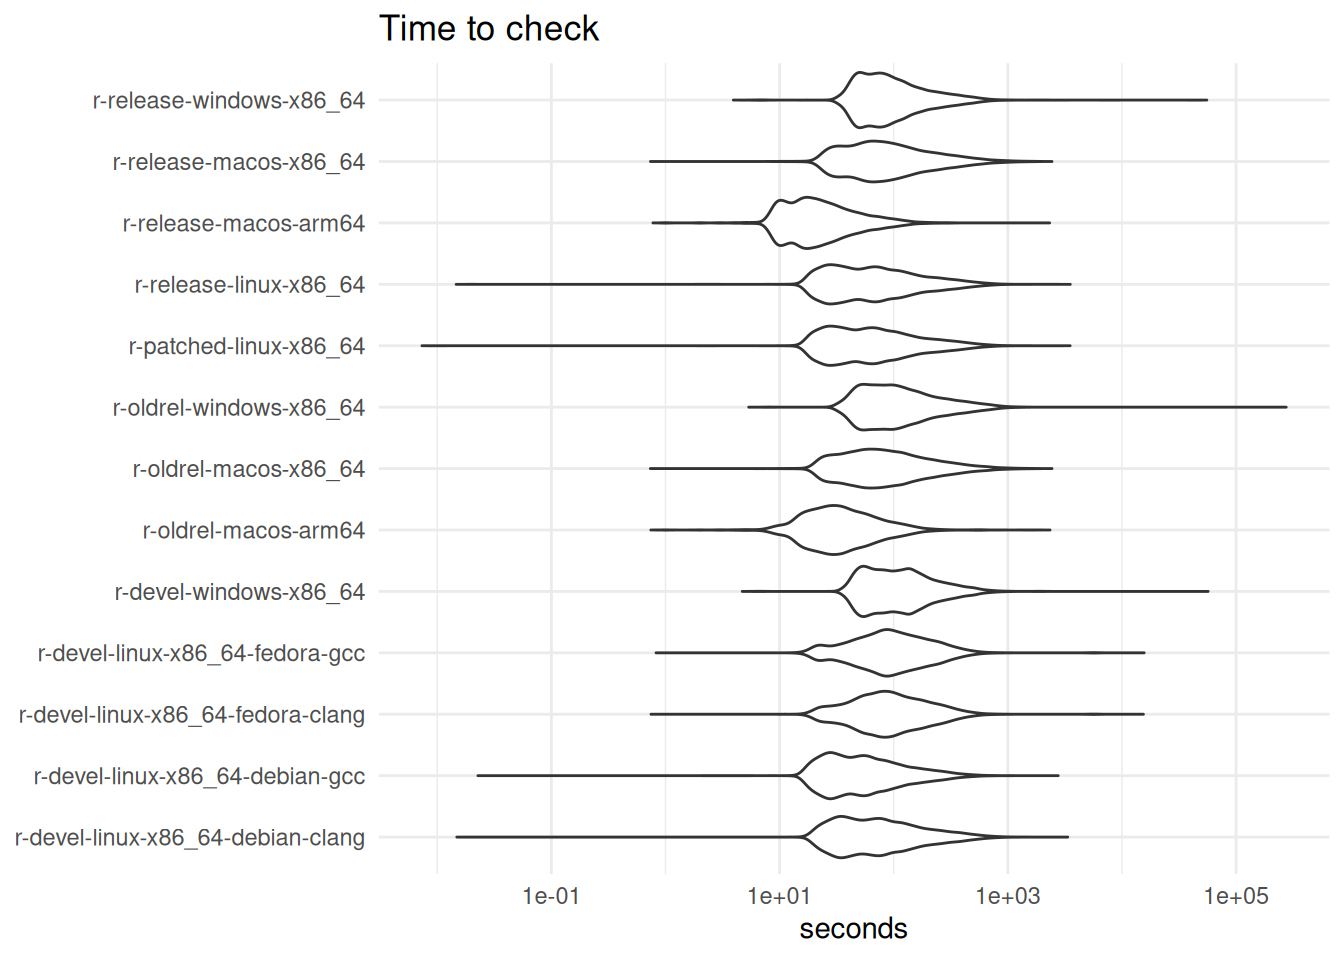 Time to check
r-release-windows-x86_64
r-release-macos-x86_64
r-release-macos-arm64
r-release-linux-x86_64
r-patched-linux-x86_64
r-oldrel-windows-x86_64
r-oldrel-macos-x86_64
r-oldrel-macos-arm64
r-devel-windows-x86_64
r-devel-linux-x86_64-fedora-gcc
r-devel-linux-x86_64-fedora-clang
r-devel-linux-x86_64-debian-gcc
r-devel-linux-x86_64-debian-clang
1e-01 1e+01 1e+03 1e+05
seconds